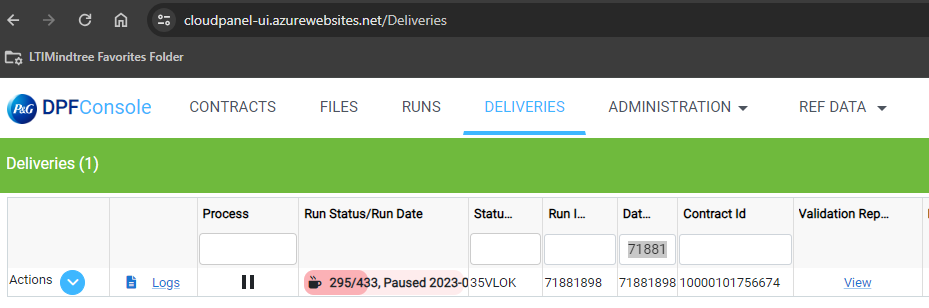 cloudpanel-ui.azurewebsites.net/Deliveries
LTIMindtree Favorites Folder
P&G DPFConsole CONTRACTS FILES RUNS DELIVERIES ADMINISTRATION REF DATA
Deliveries (1)
Process Run Status/Run Date Statu... Run I... Dat... Contract Id Validation Rep...
71881
Actions Logs 295/433, Paused 2023-0 35VLOK 71881898 71881898 10000101756674 View